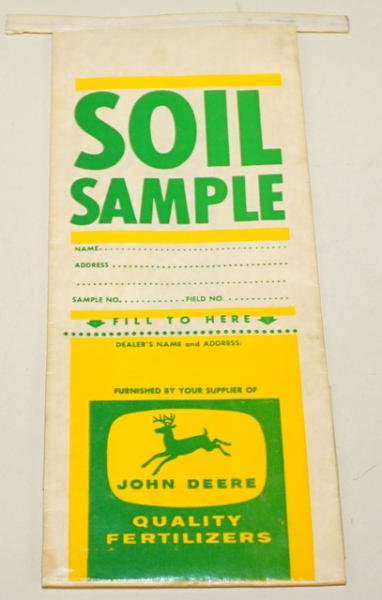 SOIL
SAMPLE
NAME
ADDRESS
SAMPLE NO. FIELD NO.
FILL TO HERE
DEALER'S NAME and ADDRESS:
FURNISHED BY YOUR SUPPLIER OF
JOHN DEERE
QUALITY
FERTILIZERS